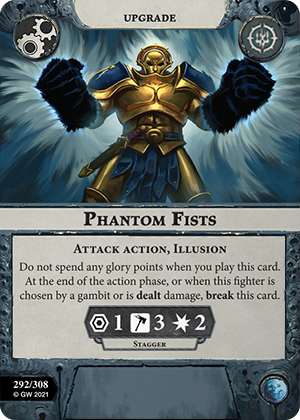 UPGRADE
PHANTOM FISTS
ATTACK ACTION, ILLUSION
Do not spend any glory points when you play this card.
At the end of the action phase, or when this fighter is
chosen by a gambit or is dealt damage, break this card.
1 3 2
STAGGER
292/308
© GW 2021